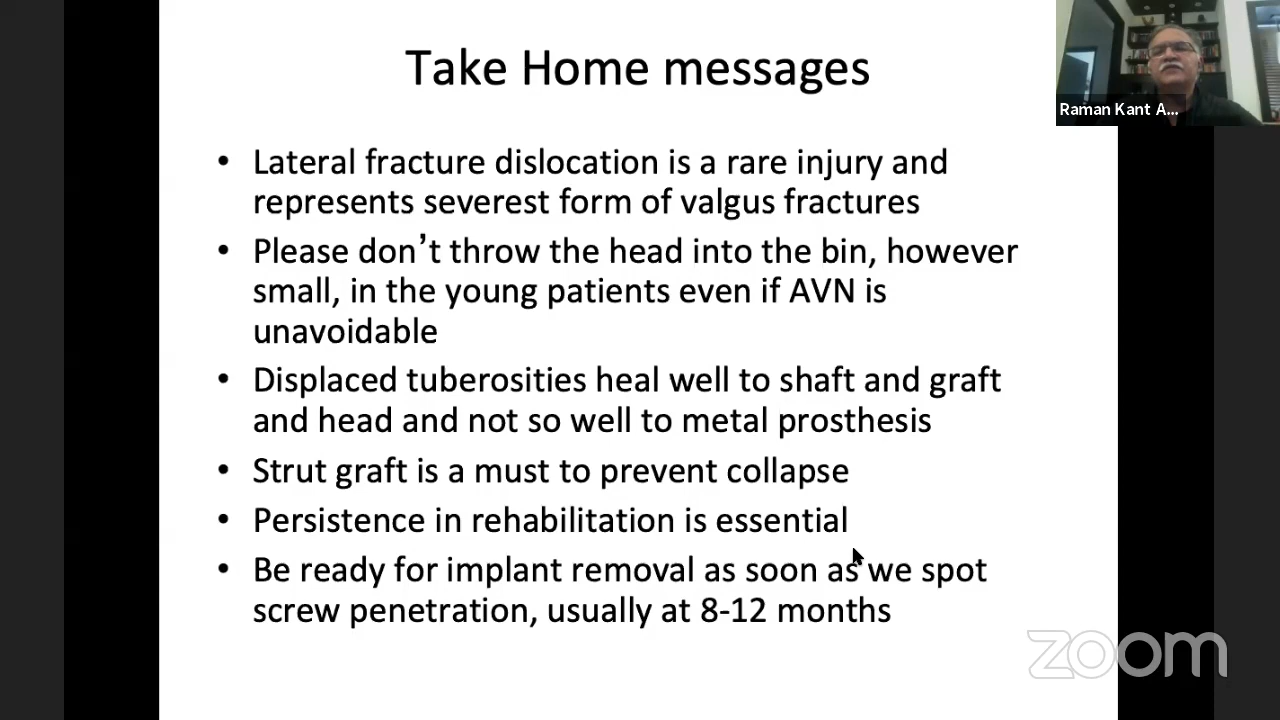 Take Home messages
Raman Kant A...
• Lateral fracture dislocation is a rare injury and
represents severest form of valgus fractures
• Please don’t throw the head into the bin, however
small, in the young patients even if AVN is
unavoidable
• Displaced tuberosities heal well to shaft and graft
and head and not so well to metal prosthesis
• Strut graft is a must to prevent collapse
• Persistence in rehabilitation is essential
• Be ready for implant removal as soon as we spot
screw penetration, usually at 8-12 months
zoom